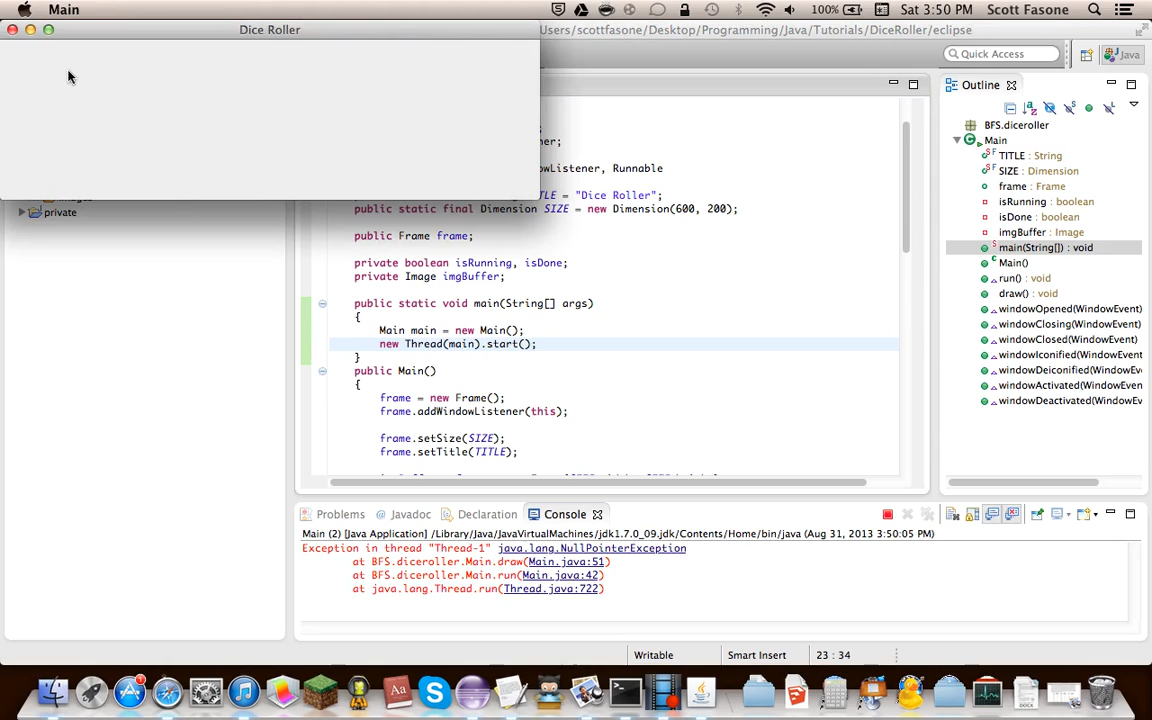 Main
100%
Sat 3:50 PM
Scott Fasone
Dice Roller
sers/scottfasone/Desktop/Programming/Java/Tutorials/DiceRoller/eclipse
Quick Access
Java
Outline
ner;
wListener, Runnable
TLE = "Dice Roller";
public static final Dimension SIZE = new Dimension(600, 200);
public Frame frame;
private boolean isRunning, isDone;
private Image imgBuffer;
public static void main(String[] args)
{
Main main = new Main();
new Thread(main).start();
}
public Main()
{
frame = new Frame();
frame.addWindowListener(this);
frame.setSize(SIZE);
frame.setTitle(TITLE);
private
BFS.diceroller
Main
TITLE : String
SIZE : Dimension
frame : Frame
isRunning : boolean
isDone : boolean
imgBuffer : Image
main(String[]) : void
Main()
run() : void
draw() : void
windowOpened(WindowEvent)
windowClosing(WindowEvent)
windowClosed(WindowEvent)
windowIconified(WindowEvent
windowDeiconified(WindowEv
windowActivated(WindowEven
windowDeactivated(WindowEv
Problems
Javadoc
Declaration
Console
Main (2) [Java Application] /Library/Java/JavaVirtualMachines/jdk1.7.0_09.jdk/Contents/Home/bin/java (Aug 31, 2013 3:50:05 PM)
Exception in thread "Thread-1" java.lang.NullPointerException
at BFS.diceroller.Main.draw(Main.java:51)
at BFS.diceroller.Main.run(Main.java:42)
at java.lang.Thread.run(Thread.java:722)
Writable
Smart Insert
23 : 34